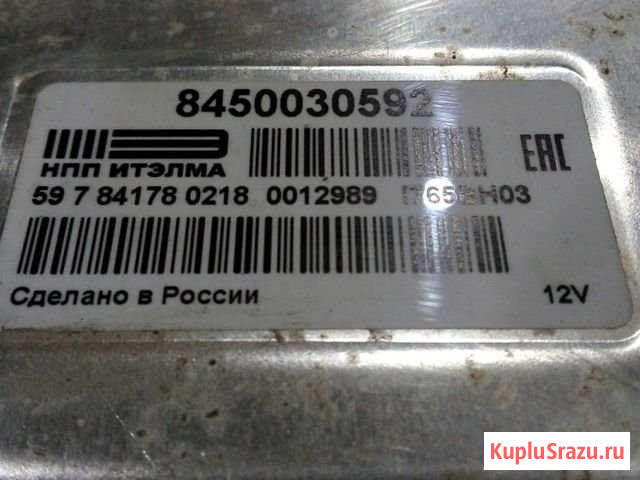 8450030592
НПП ИТЭЛМА
EAC
59 7 84178 0218 0012989
Сделано в России
12V
KupluSrazu.ru